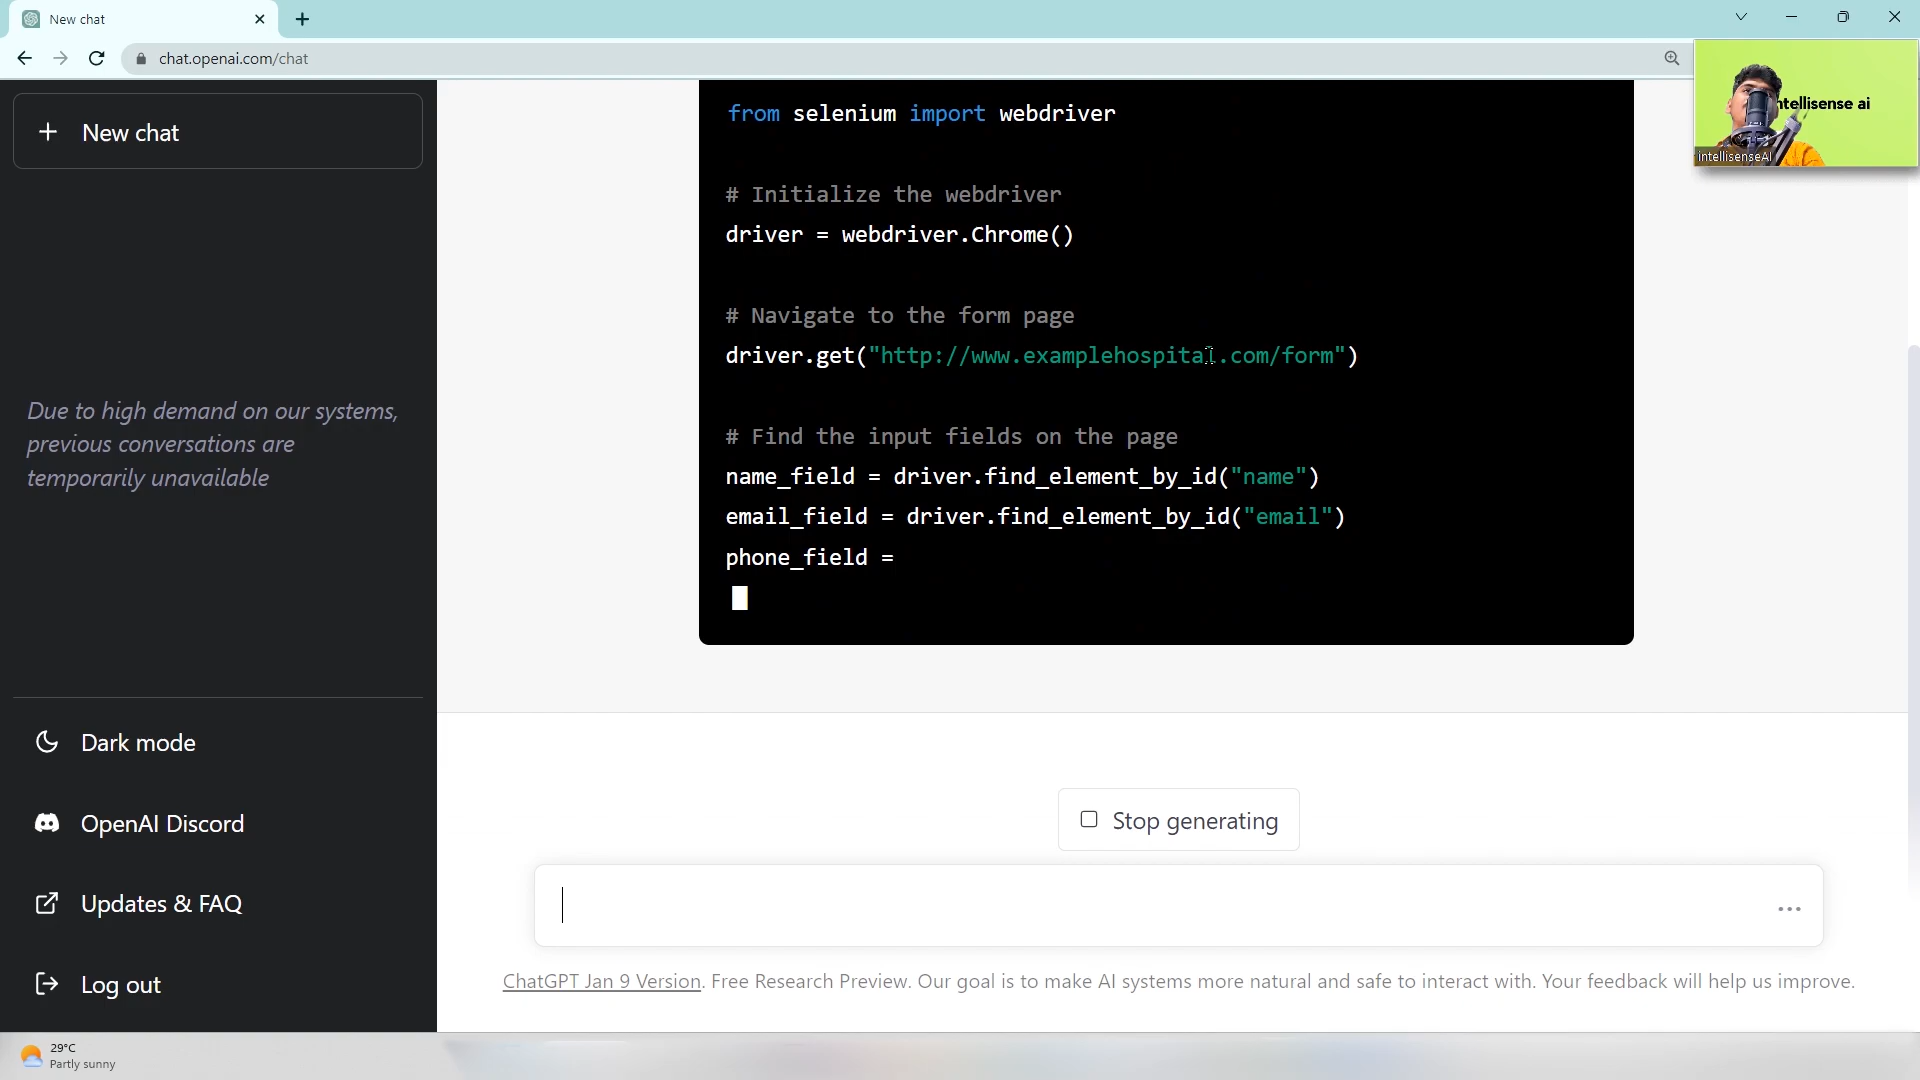 New chat
chat.openai.com/chat
New chat
Due to high demand on our systems,
previous conversations are
temporarily unavailable
Dark mode
OpenAI Discord
Updates & FAQ
Log out
29°C
Partly sunny
from selenium import webdriver
# Initialize the webdriver
driver = webdriver.Chrome()
# Navigate to the form page
driver.get("http://www.examplehospital.com/form")
# Find the input fields on the page
name_field = driver.find_element_by_id("name")
email_field = driver.find_element_by_id("email")
phone_field =
Stop generating
ChatGPT Jan 9 Version. Free Research Preview. Our goal is to make AI systems more natural and safe to interact with. Your feedback will help us improve.
ntellisense ai
intellisenseAI